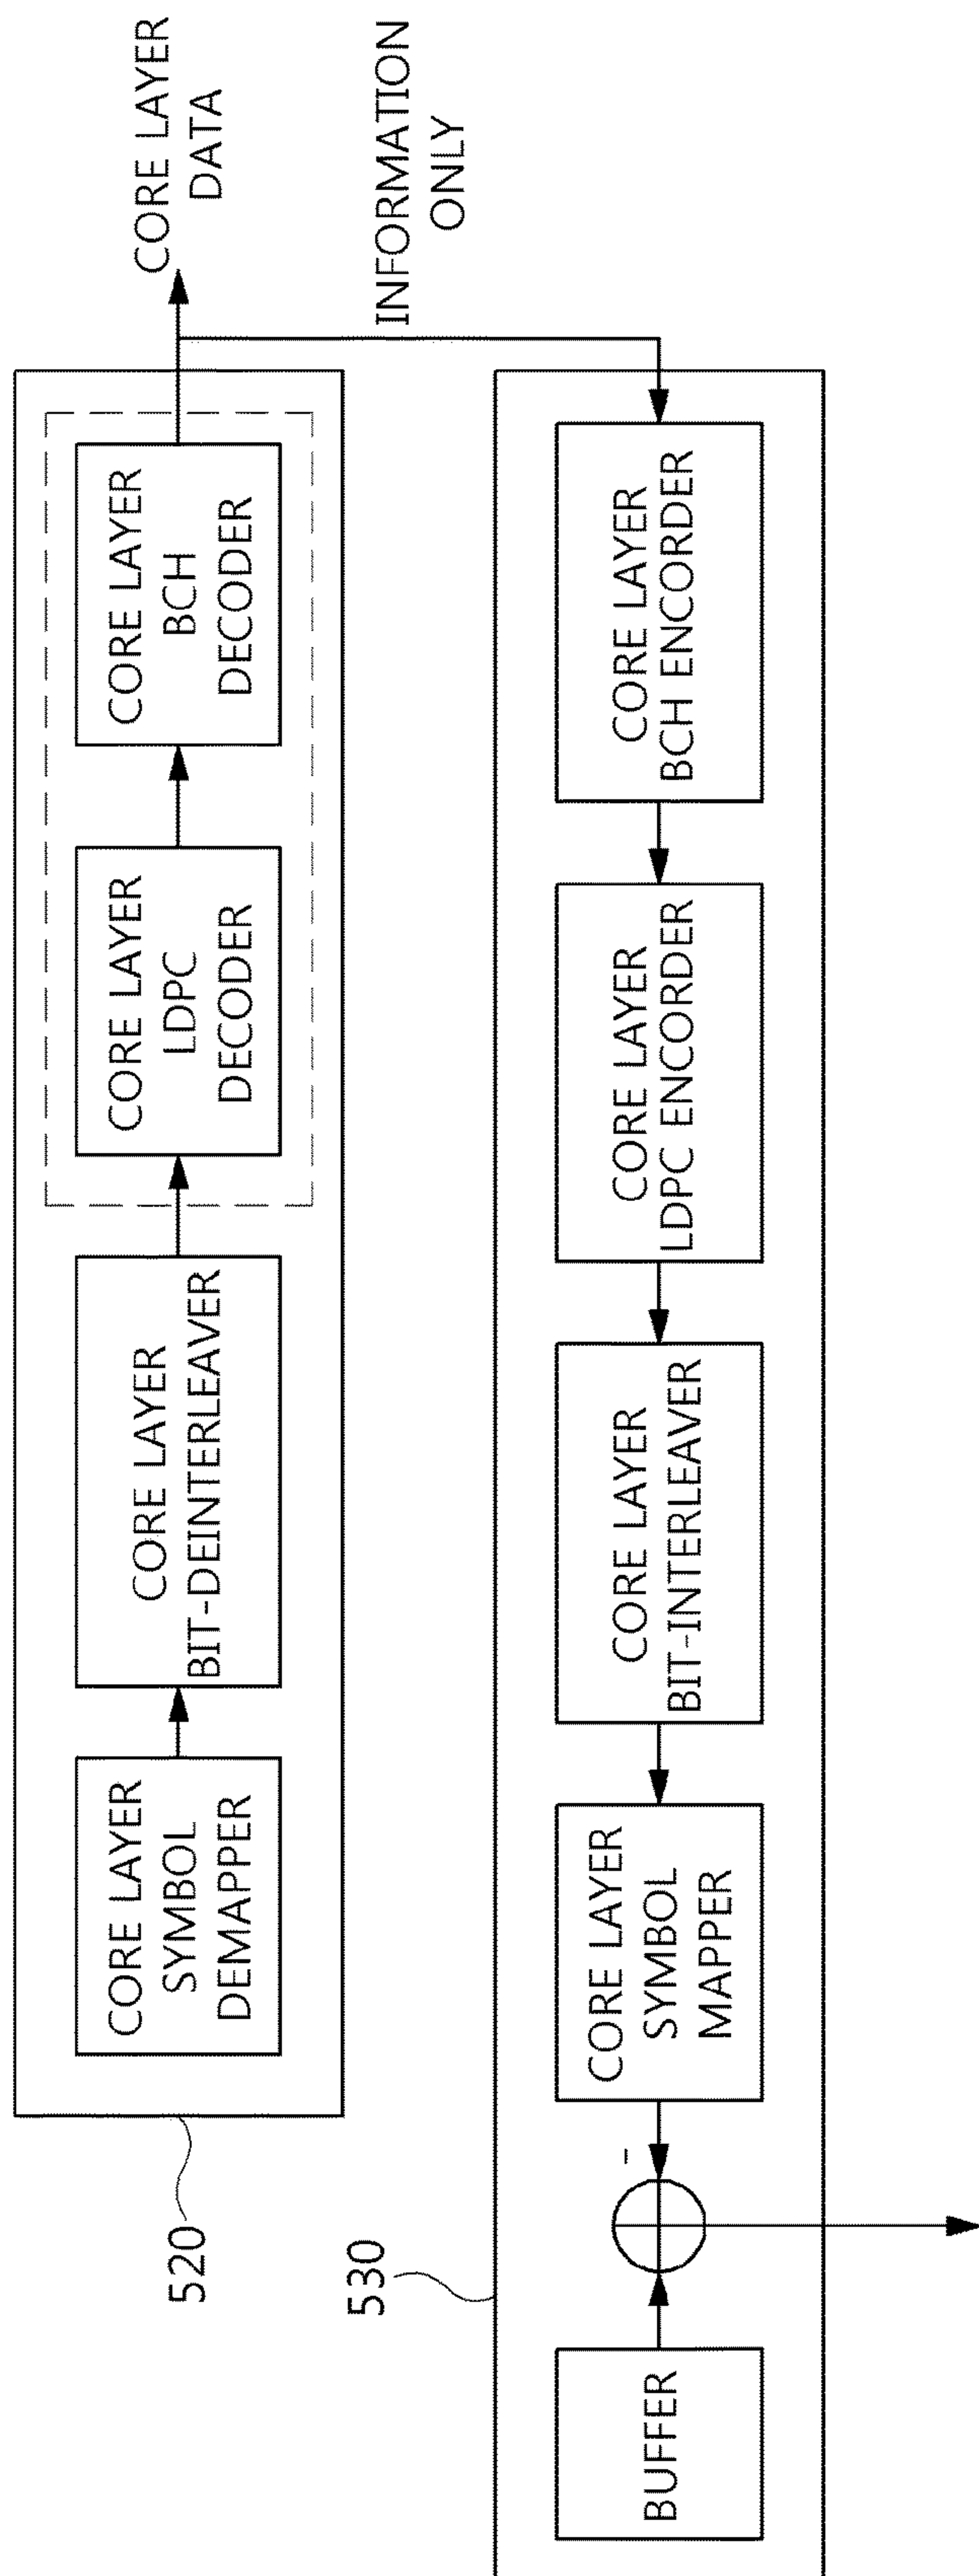 520
CORE LAYER
SYMBOL
DEMAPPER
CORE LAYER
BIT-DEINTERLEAVER
CORE LAYER
LDPC
DECODER
CORE LAYER
BCH
DECODER
CORE LAYER
DATA
INFORMATION
ONLY
530
BUFFER
-
CORE LAYER
SYMBOL
MAPPER
CORE LAYER
BIT-INTERLEAVER
CORE LAYER
LDPC ENCORDER
CORE LAYER
BCH ENCORDER